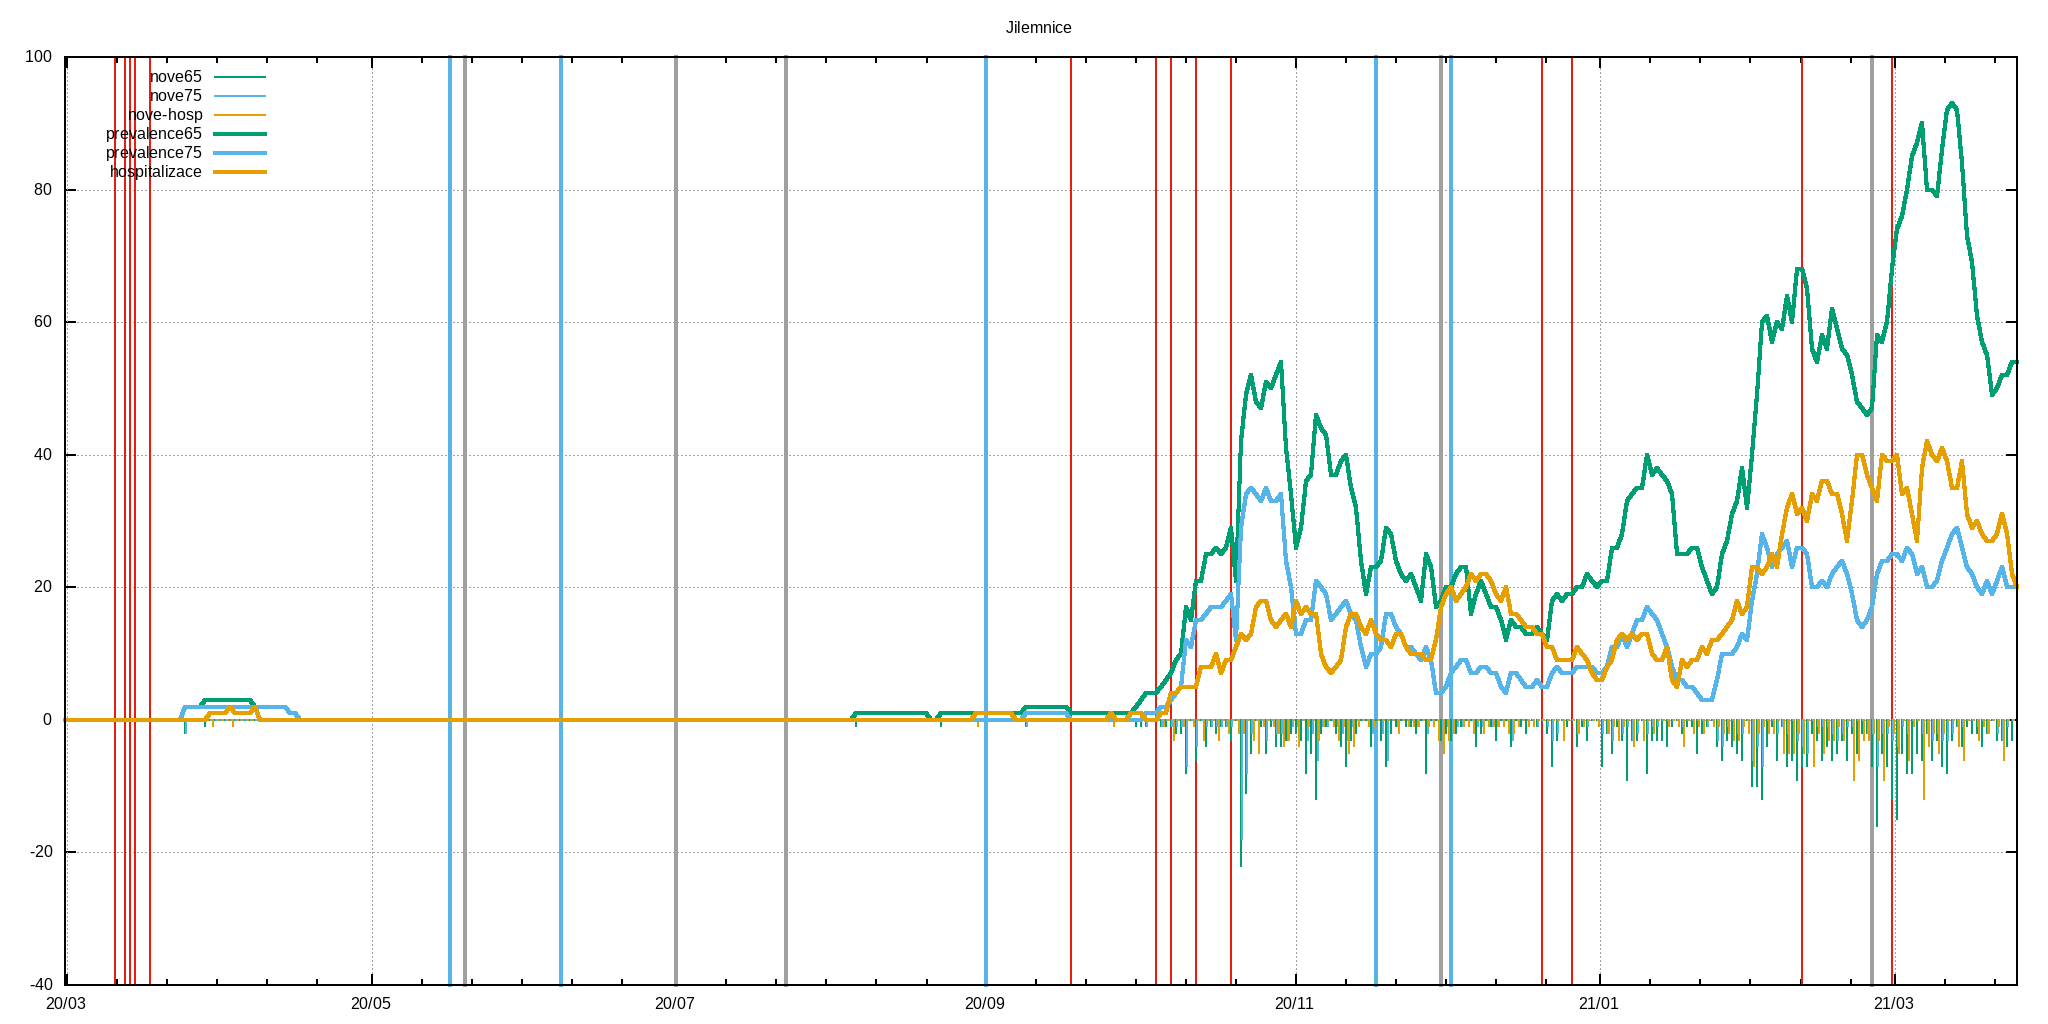 Jilemnice
100
nove65
nove75
nove-hosp
prevalence65
prevalence75
hospitalizace
80
60
40
20
0
-20
-40
20/03 20/05 20/07 20/09 20/11 21/01 21/03